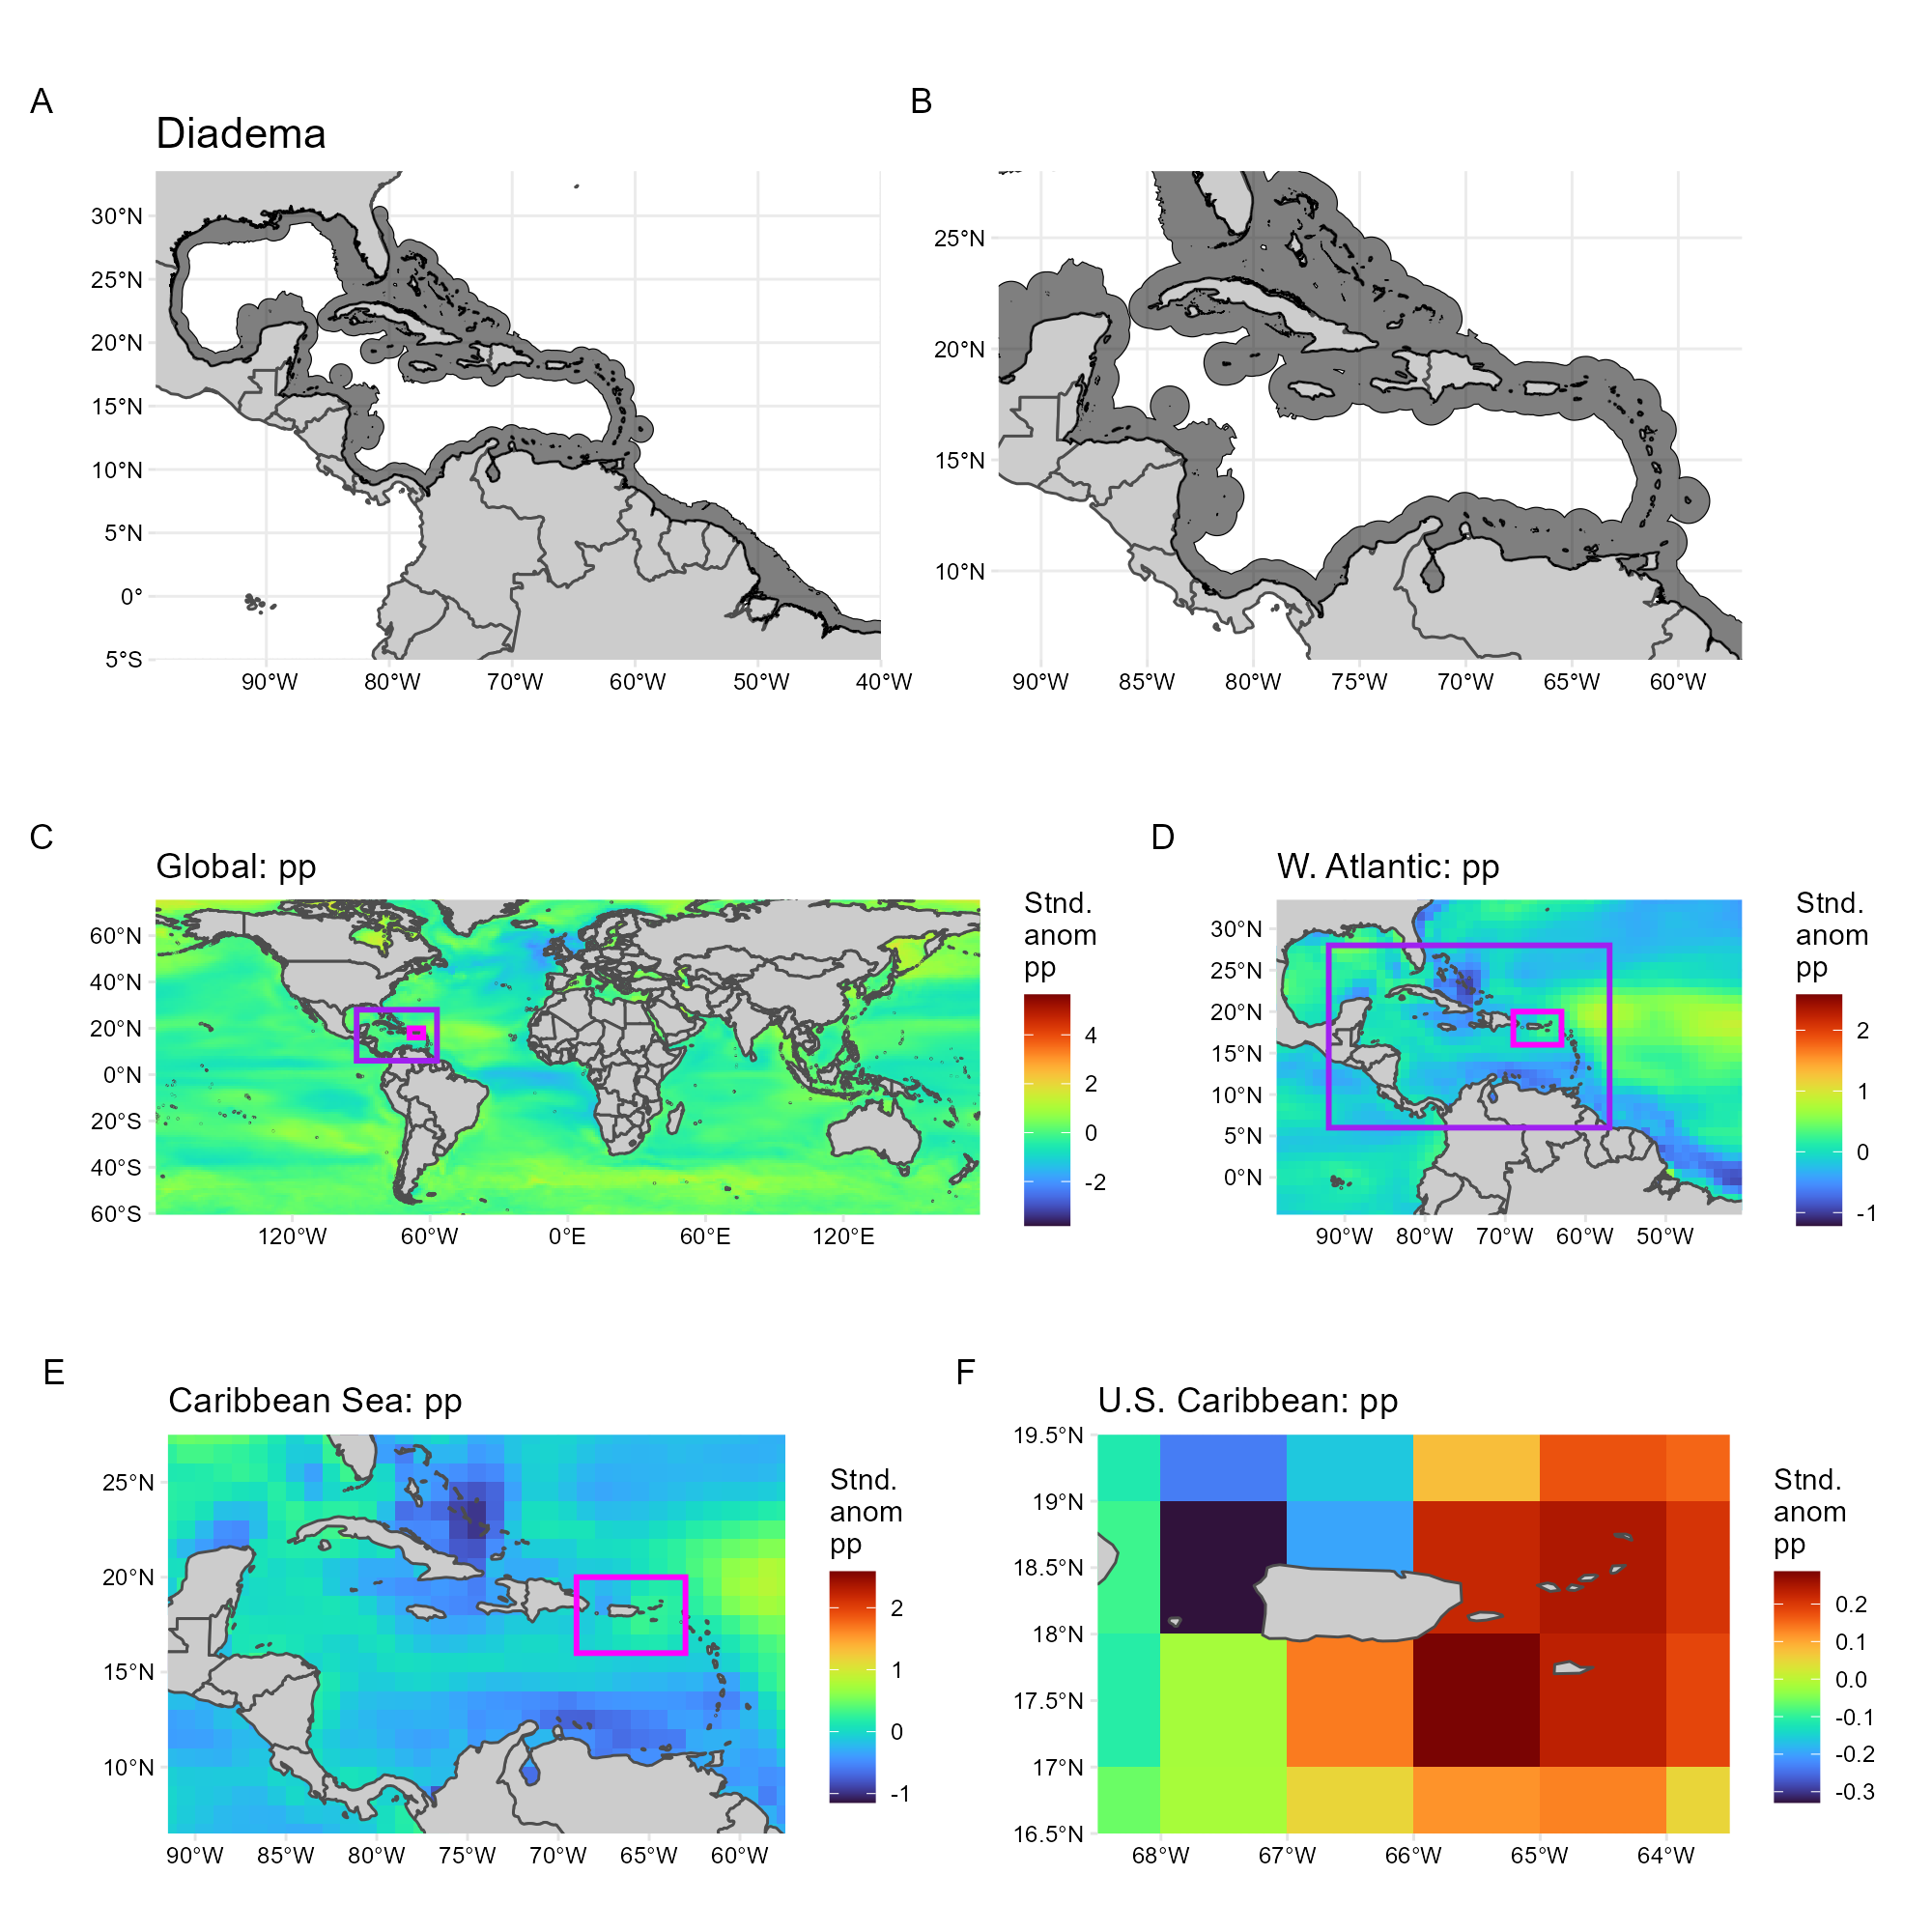 A
B
Diadema
30°N
25°N
20°N
15°N
10°N
5°N
0°
5°S
90°W 80°W 70°W 60°W 50°W 40°W
25°N
20°N
15°N
10°N
90°W 85°W 80°W 75°W 70°W 65°W 60°W
C
Global: pp
60°N
40°N
20°N
0°N
20°S
40°S
60°S
120°W 60°W 0°E 60°E 120°E
Stnd.
anom
pp
4
2
0
-2
D
W. Atlantic: pp
30°N
25°N
20°N
15°N
10°N
5°N
0°N
90°W 80°W 70°W 60°W 50°W
Stnd.
anom
pp
2
1
0
-1
E
Caribbean Sea: pp
25°N
20°N
15°N
10°N
90°W 85°W 80°W 75°W 70°W 65°W 60°W
Stnd.
anom
pp
2
1
0
-1
F
U.S. Caribbean: pp
19.5°N
19°N
18.5°N
18°N
17.5°N
17°N
16.5°N
68°W 67°W 66°W 65°W 64°W
Stnd.
anom
pp
0.2
0.1
0.0
-0.1
-0.2
-0.3